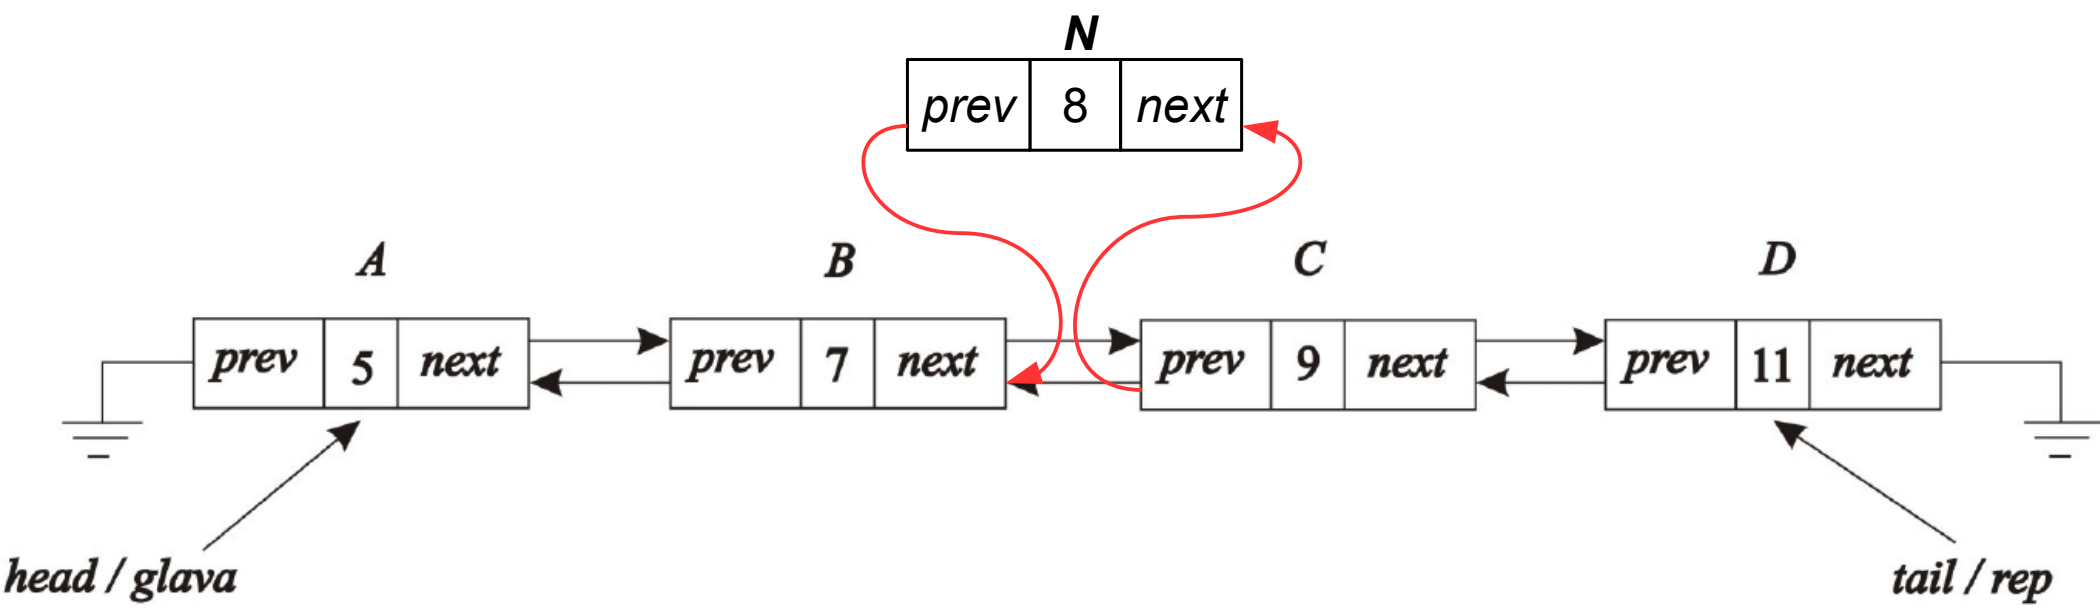 N
prev 8 next
A B C D
prev 5 next prev 7 next prev 9 next prev 11 next
head / glava tail / rep